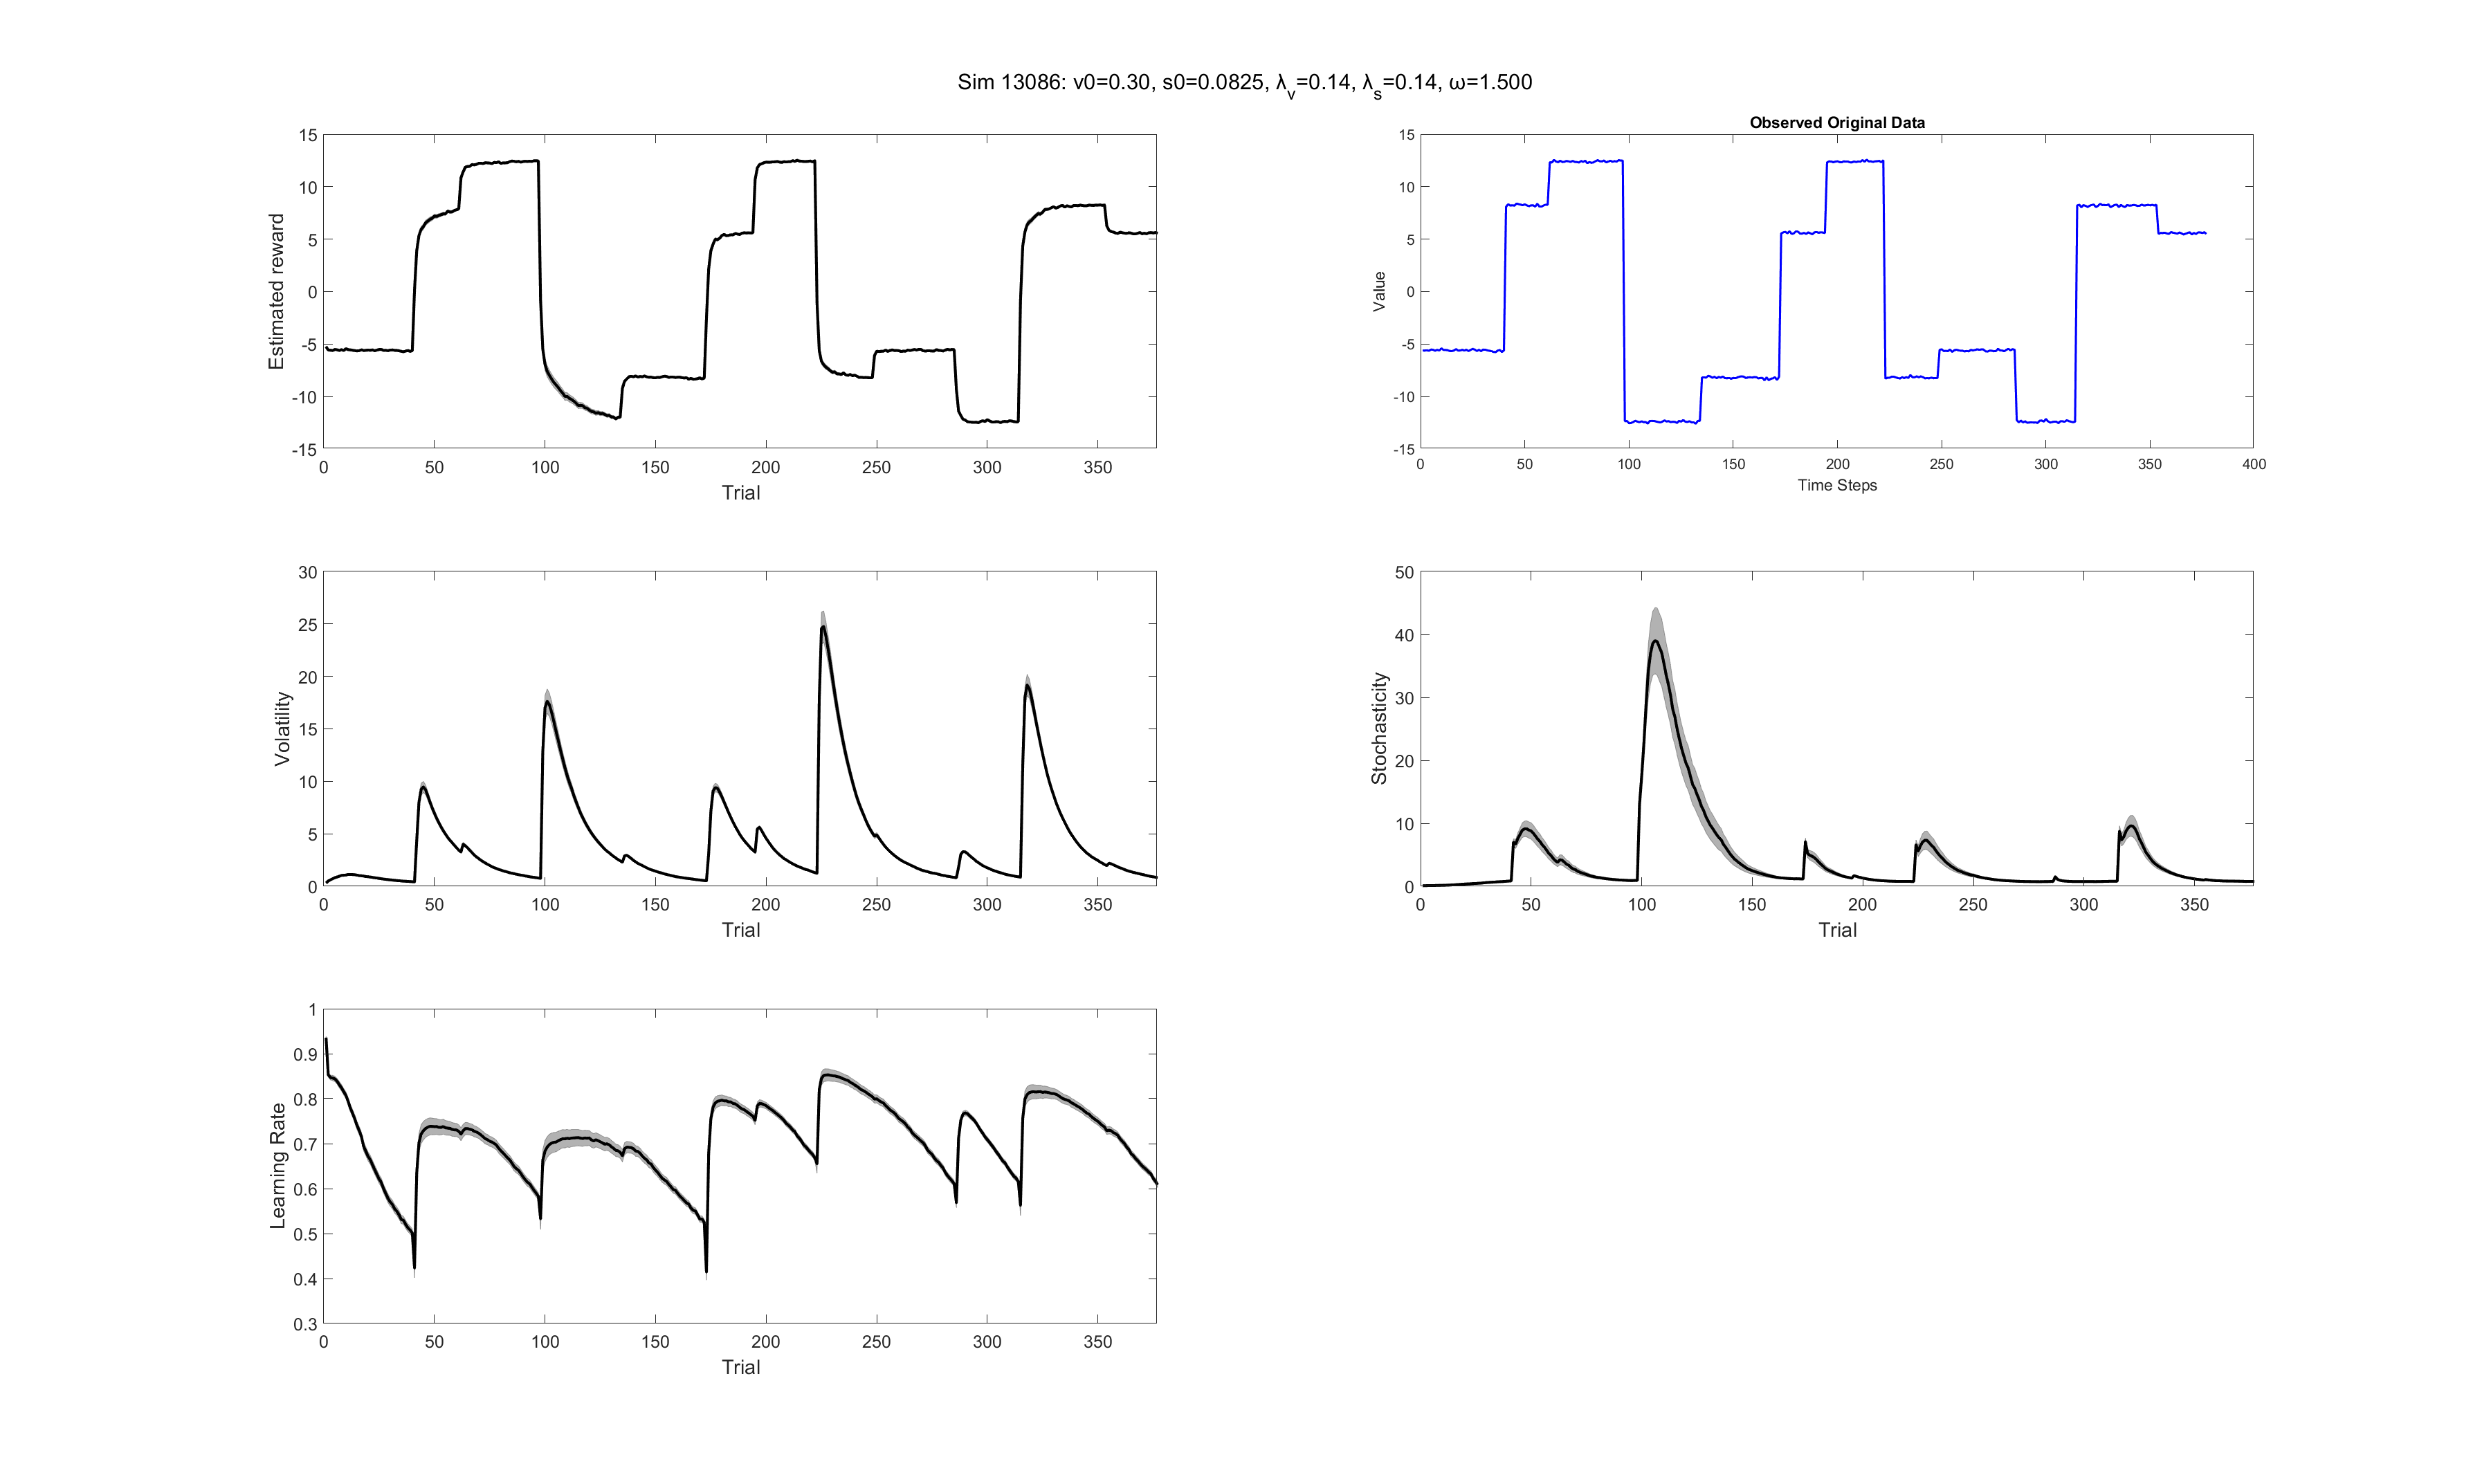 Sim 13086: v0=0.30, s0=0.0825, λv=0.14, λs=0.14, ω=1.500
15
10
5
0
-5
-10
-15
Estimated reward
0 50 100 150 200 250 300 350
Trial
Observed Original Data
15
10
5
0
-5
-10
-15
Value
0 50 100 150 200 250 300 350 400
Time Steps
30
25
20
15
10
5
0
Volatility
0 50 100 150 200 250 300 350
Trial
50
40
30
20
10
0
Stochasticity
0 50 100 150 200 250 300 350
Trial
1
0.9
0.8
0.7
0.6
0.5
0.4
0.3
Learning Rate
0 50 100 150 200 250 300 350
Trial